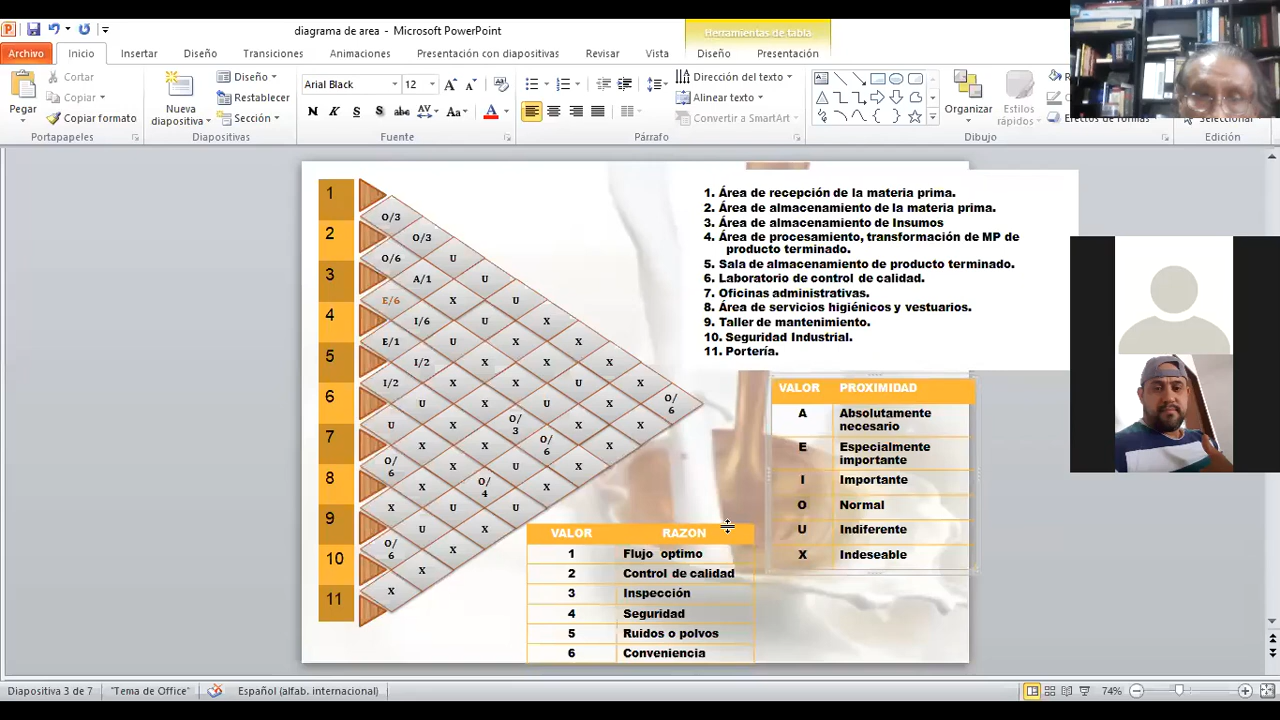 diagrama de area - Microsoft PowerPoint
Herramientas de tabla
Archivo Inicio Insertar Diseño Transiciones Animaciones Presentación con diapositivas Revisar Vista Diseño Presentación
Pegar
Cortar
Copiar
Copiar formato
Portapapeles
Nueva
diapositiva
Diseño
Restablecer
Sección
Diapositivas
Arial Black 12
N K S abc AV Aa A
Fuente
Dirección del texto
Alinear texto
Convertir a SmartArt
Párrafo
Organizar
Estilos
rápidos
Efectos de formas
Dibujo
Seleccionar
Edición
1
2
3
4
5
6
7
8
9
10
11
O/3
O/3
O/6 U
A/1 U
E/6 X U
I/6 U X
E/1 U X X
I/2 X X X
I/2 X X U X O/6
U X U X
U X O/3 X X
X X O/6 X
O/6 X U X
X O/4 X
X U U
U X
O/6 X
X
X
1. Área de recepción de la materia prima.
2. Área de almacenamiento de la materia prima.
3. Área de almacenamiento de Insumos
4. Área de procesamiento, transformación de MP de
producto terminado.
5. Sala de almacenamiento de producto terminado.
6. Laboratorio de control de calidad.
7. Oficinas administrativas.
8. Área de servicios higiénicos y vestuarios.
9. Taller de mantenimiento.
10. Seguridad Industrial.
11. Portería.
VALOR PROXIMIDAD
A Absolutamente
necesario
E Especialmente
importante
I Importante
O Normal
U Indiferente
X Indeseable
VALOR RAZON
1 Flujo optimo
2 Control de calidad
3 Inspección
4 Seguridad
5 Ruidos o polvos
6 Conveniencia
Diapositiva 3 de 7 "Tema de Office" Español (alfab. internacional) 74%